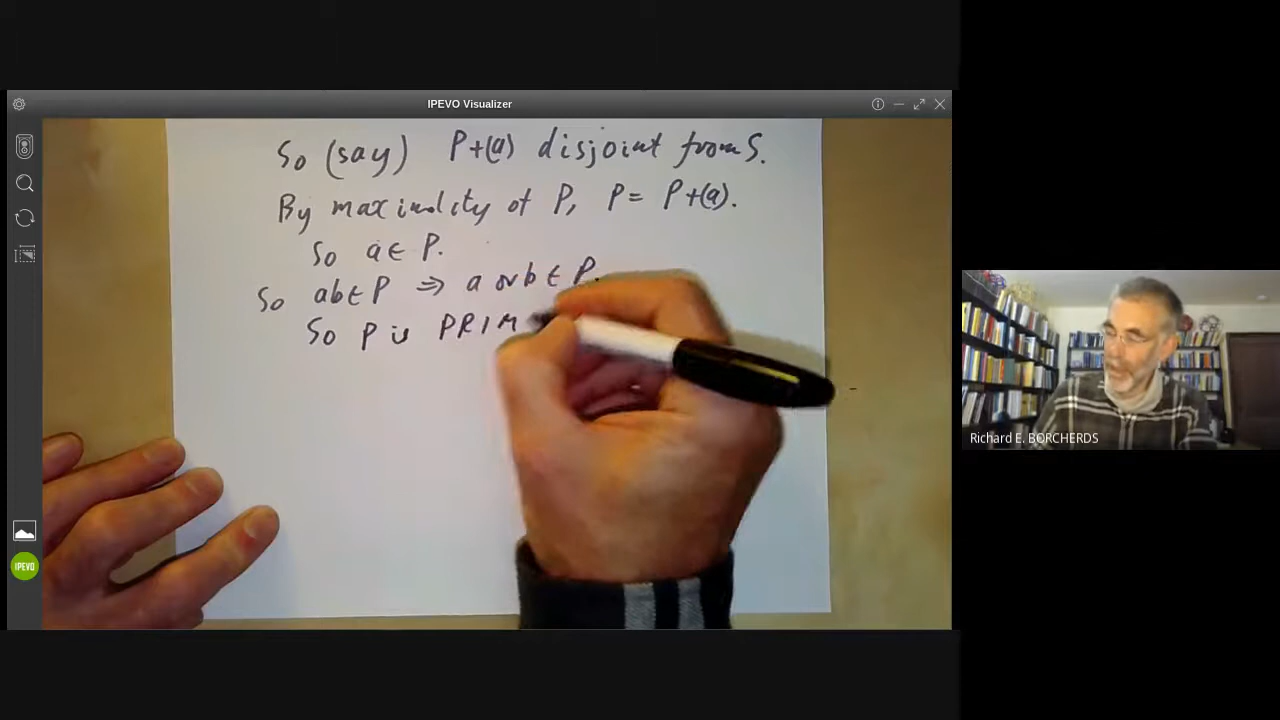 IPEVO Visualizer
So (say) P+(a) disjoint from S.
By maximality of P, P = P+(a).
So a ∈ P.
So ab ∈ P ⇒ a or b ∈ P.
So P is PRIM
Richard E. BORCHERDS
IPEVO